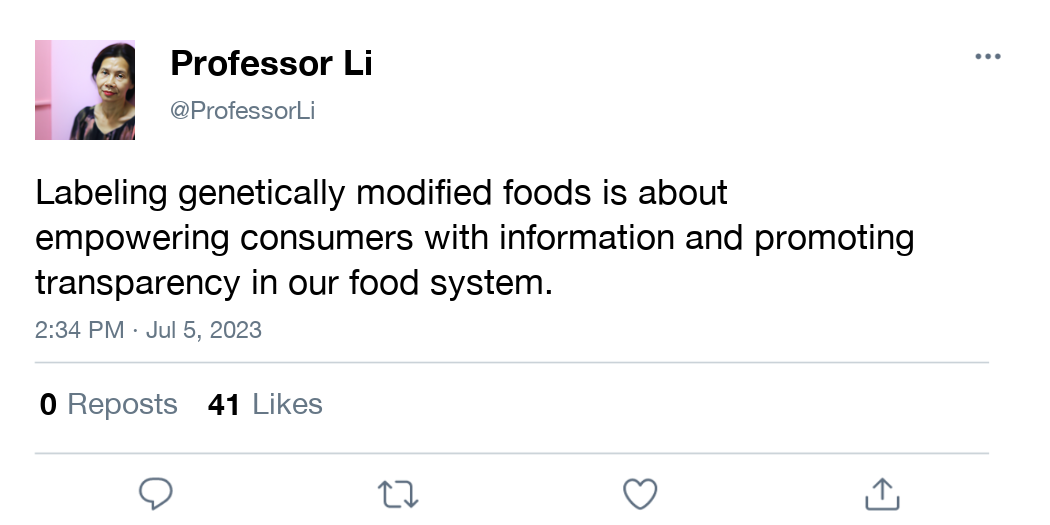 Professor Li
@ProfessorLi
Labeling genetically modified foods is about
empowering consumers with information and promoting
transparency in our food system.
2:34 PM · Jul 5, 2023
0 Reposts 41 Likes